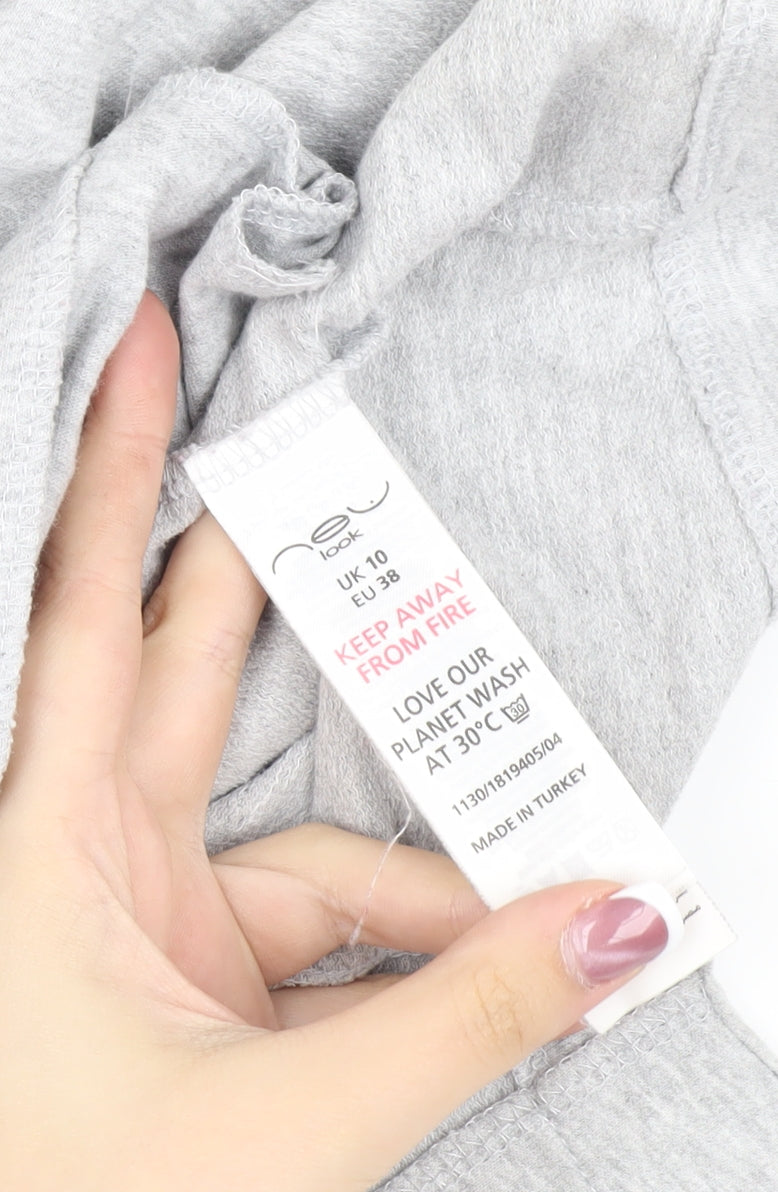 new
look
UK 10
EU 38
KEEP AWAY
FROM FIRE
LOVE OUR
PLANET WASH
AT 30°C 30
1130/1819405/04
MADE IN TURKEY